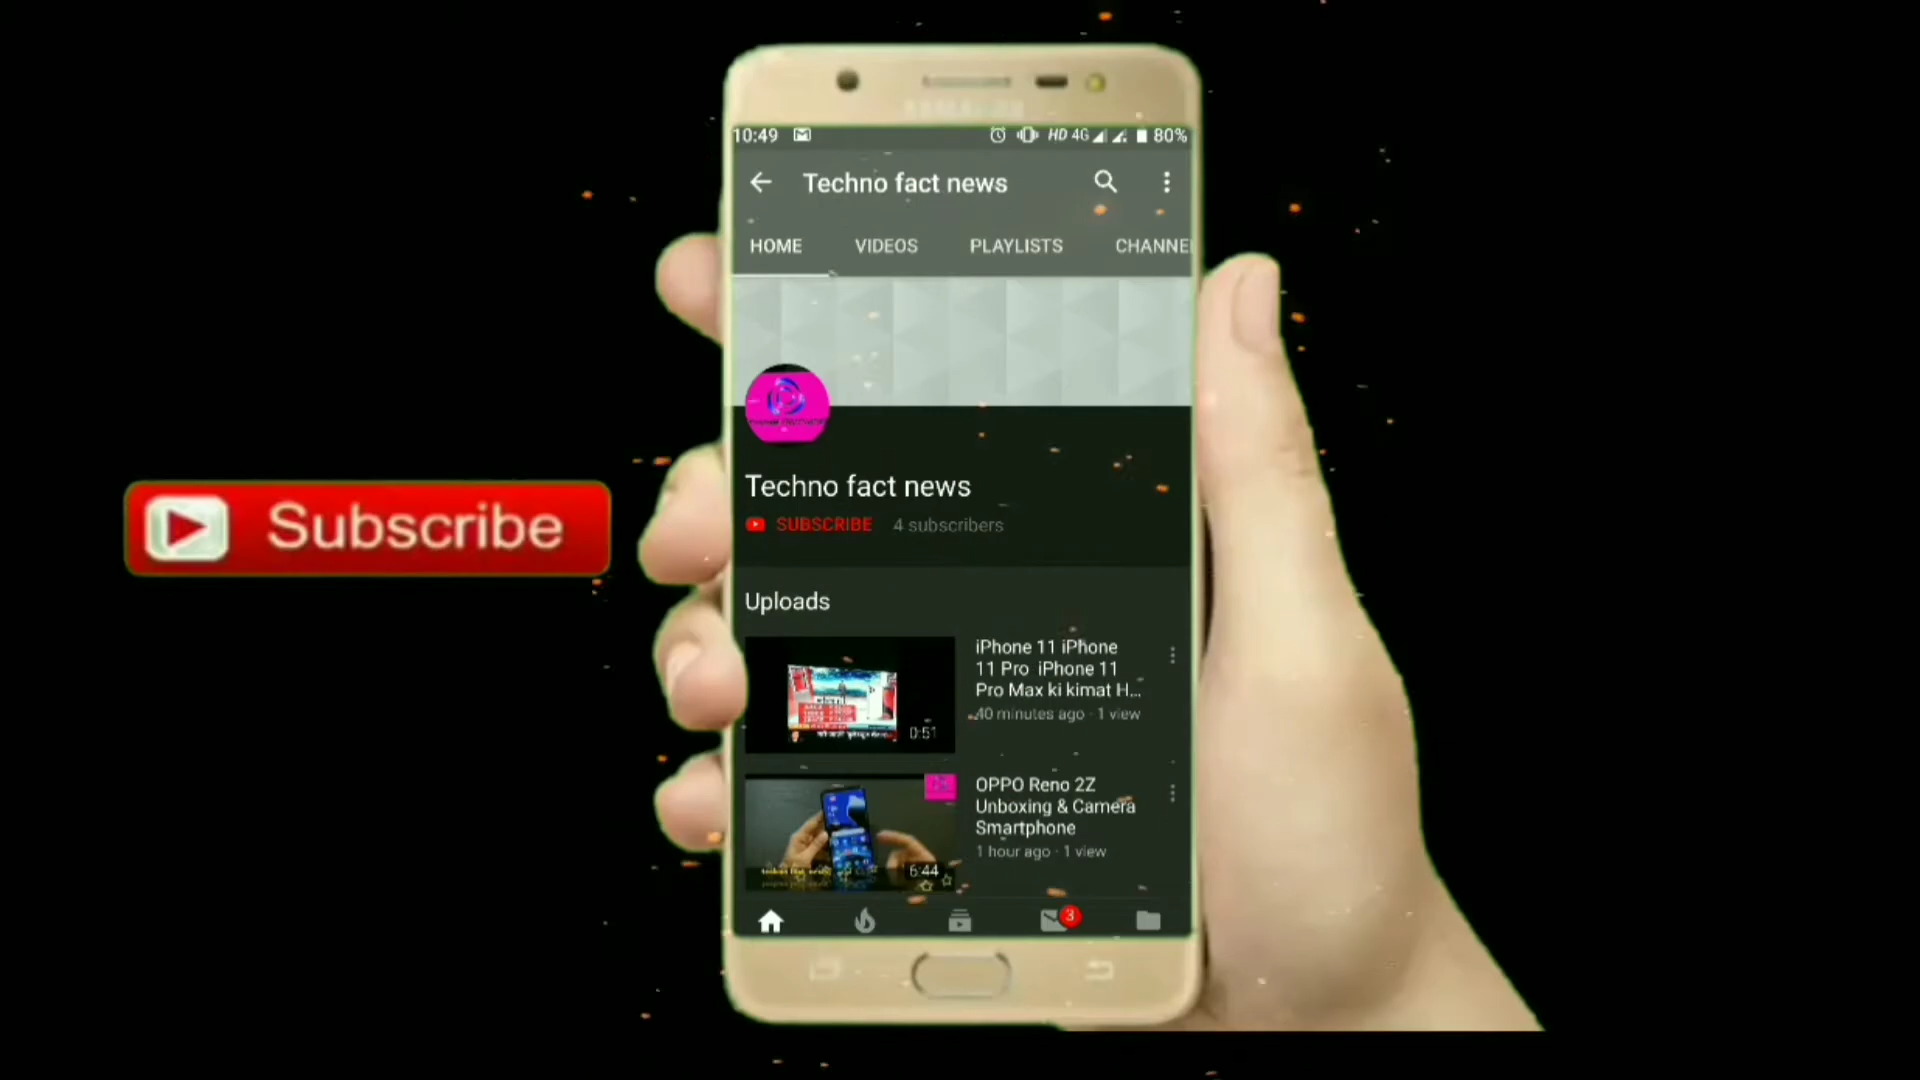 10:49
HD 4G 80%
Techno fact news
HOME VIDEOS PLAYLISTS CHANNE
Techno fact news
SUBSCRIBE 4 subscribers
Subscribe
Uploads
iPhone 11 iPhone
11 Pro iPhone 11
Pro Max ki kimat H...
40 minutes ago · 1 view
0:51
OPPO Reno 2Z
Unboxing & Camera
Smartphone
1 hour ago · 1 view
6:44
3